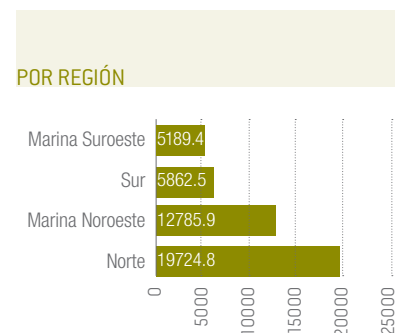 POR REGIÓN
Marina Suroeste 5189.4
Sur 5862.5
Marina Noroeste 12785.9
Norte 19724.8
0 5000 10000 15000 20000 25000